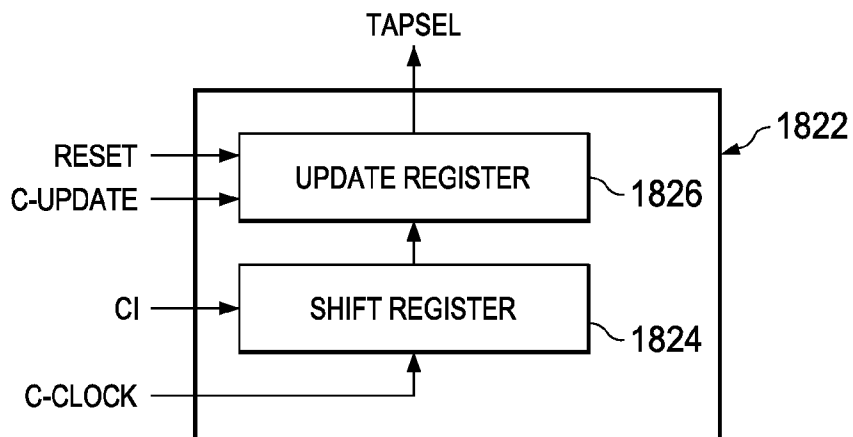 TAPSEL
1822
RESET
UPDATE REGISTER
C-UPDATE
1826
CI
SHIFT REGISTER
1824
C-CLOCK